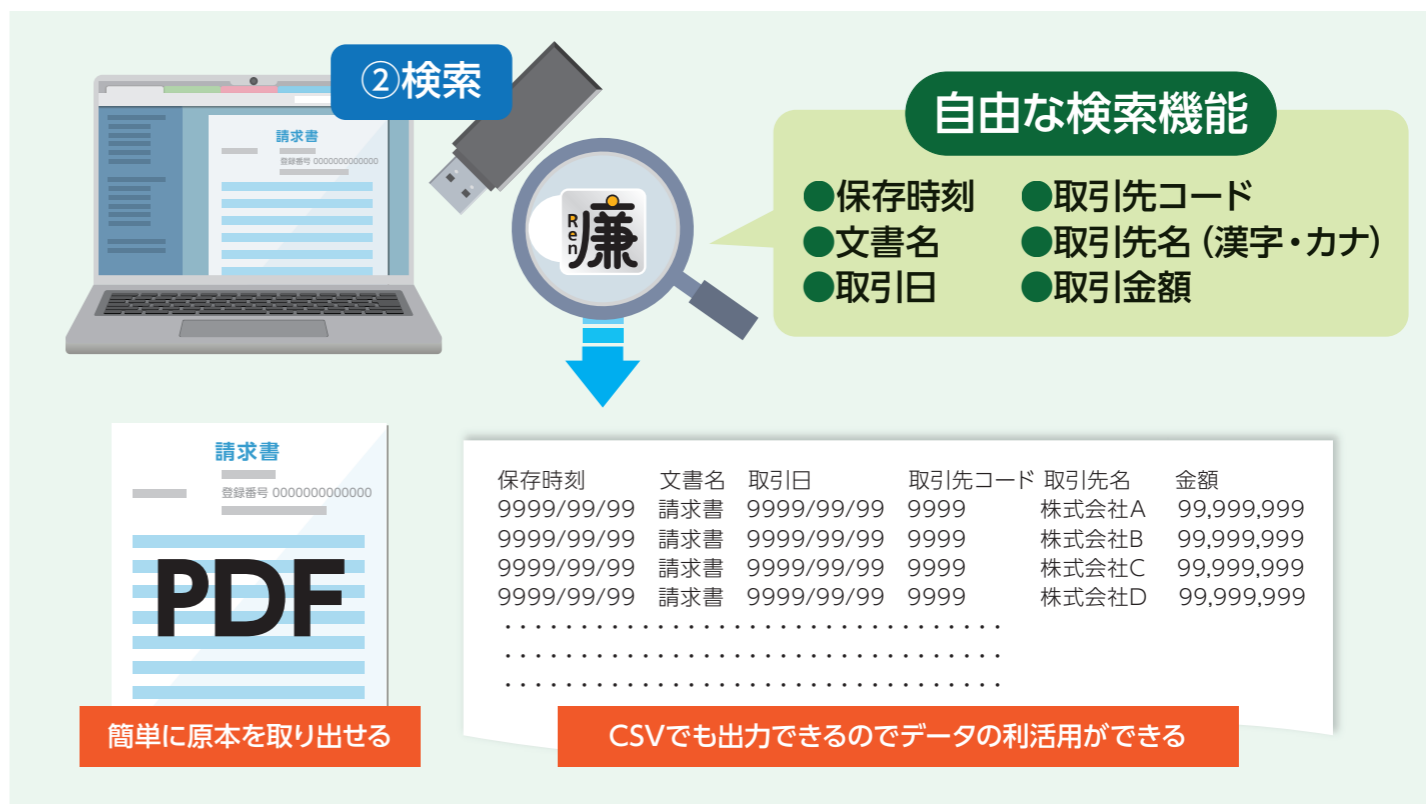 ②検索
請求書
登録番号 0000000000000
Ren
廉
自由な検索機能
●保存時刻
●文書名
●取引日
●取引先コード
●取引先名（漢字・カナ）
●取引金額
請求書
登録番号 0000000000000
PDF
簡単に原本を取り出せる
保存時刻 文書名 取引日 取引先コード 取引先名 金額
9999/99/99 請求書 9999/99/99 9999 株式会社A 99,999,999
9999/99/99 請求書 9999/99/99 9999 株式会社B 99,999,999
9999/99/99 請求書 9999/99/99 9999 株式会社C 99,999,999
9999/99/99 請求書 9999/99/99 9999 株式会社D 99,999,999
・・・・・・・・・・・・・・・・・・・・・・・・・・・・・・・・・
・・・・・・・・・・・・・・・・・・・・・・・・・・・・・・・・・
・・・・・・・・・・・・・・・・・・・・・・・・・・・・・・・・・
CSVでも出力できるのでデータの利活用ができる